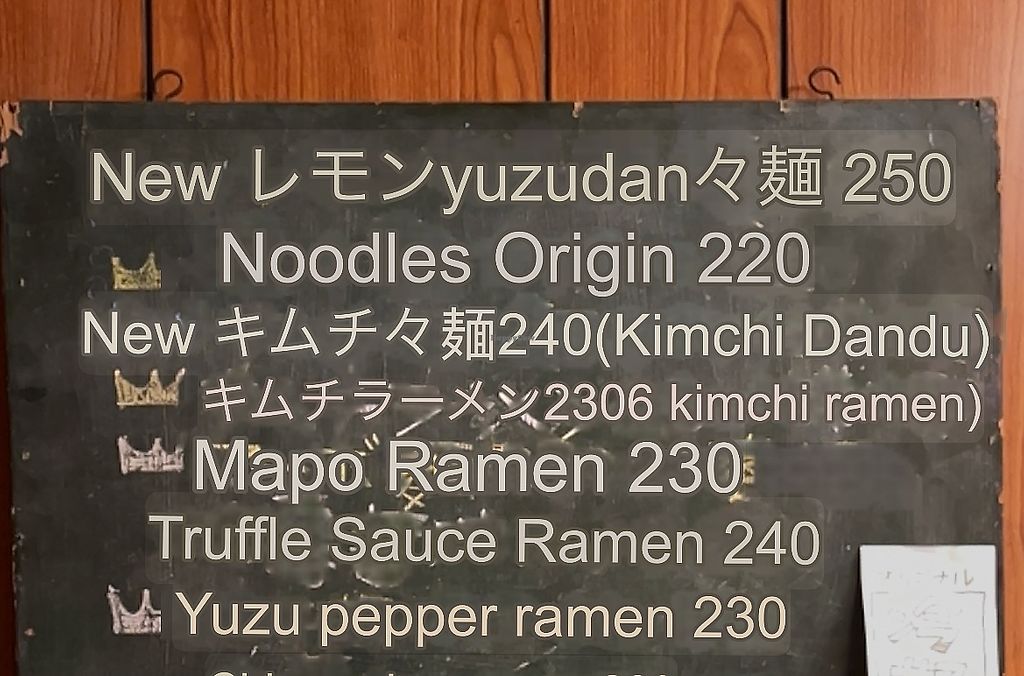 New レモンyuzudan々麺 250
Noodles Origin 220
New キムチ々麺240(Kimchi Dandu)
キムチラーメン2306 kimchi ramen)
Mapo Ramen 230
Truffle Sauce Ramen 240
Yuzu pepper ramen 230